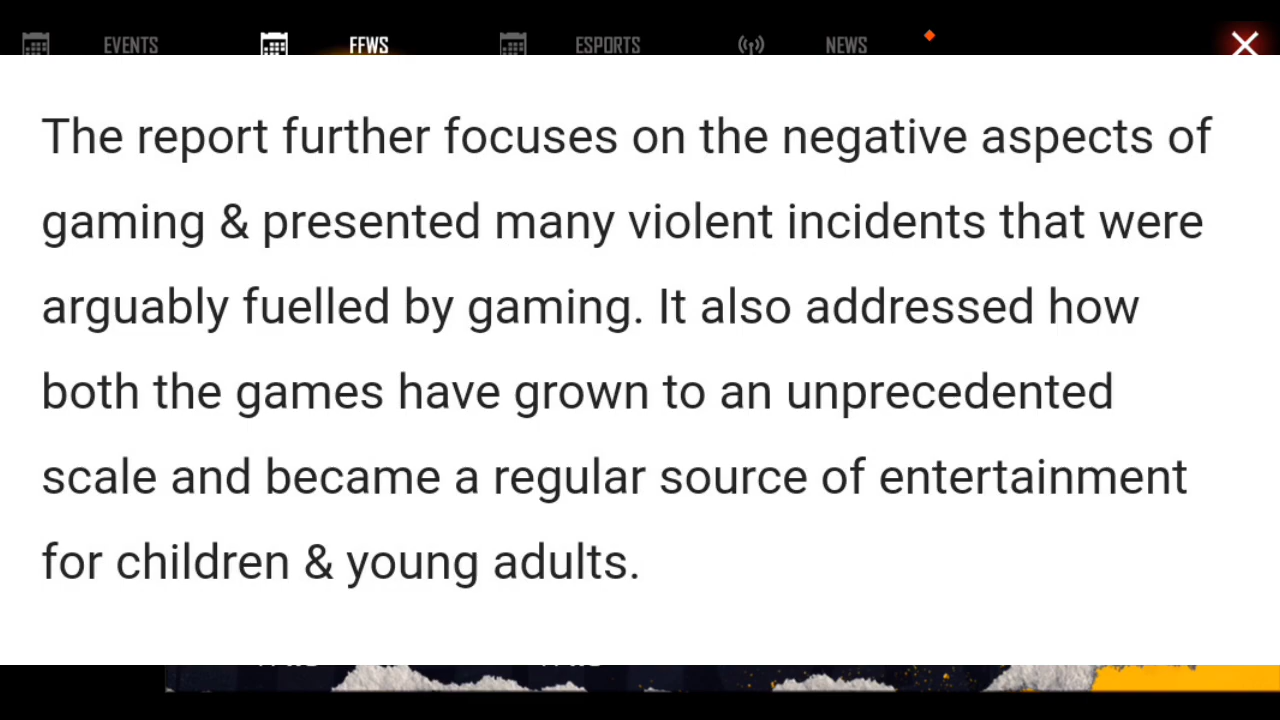 EVENTS FFWS ESPORTS NEWS
The report further focuses on the negative aspects of
gaming & presented many violent incidents that were
arguably fuelled by gaming. It also addressed how
both the games have grown to an unprecedented
scale and became a regular source of entertainment
for children & young adults.